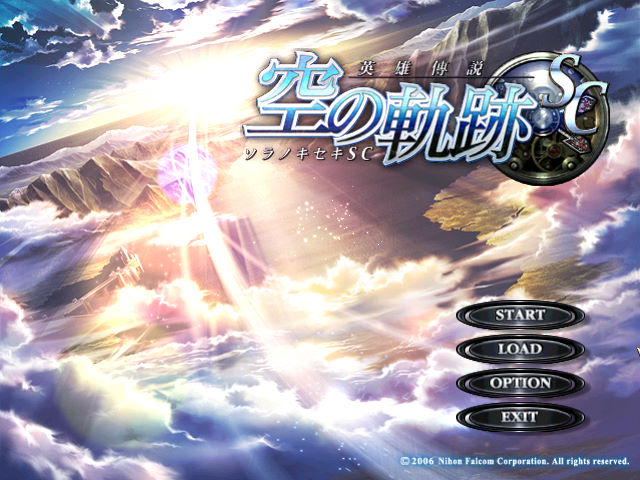 英雄傳説
空の軌跡 SC
ソラノキセキSC
START
LOAD
OPTION
EXIT
©2006 Nihon Falcom Corporation. All rights reserved.